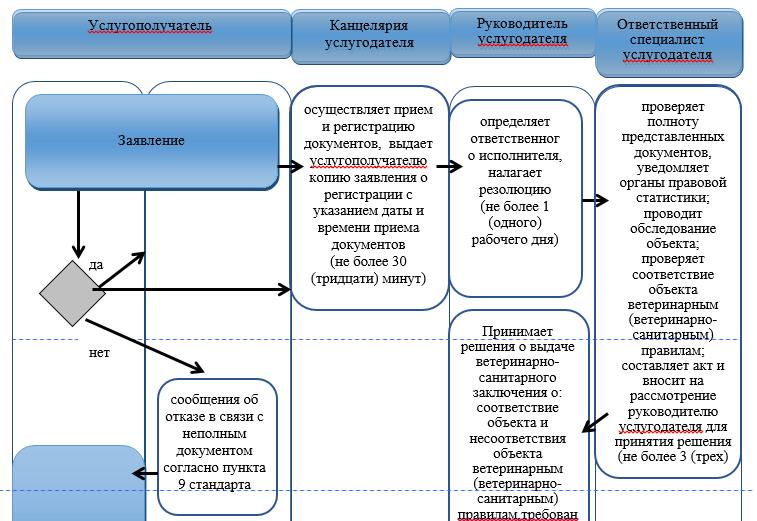 Услугополучатель
Канцелярия
услугодателя
Руководитель
услугодателя
Ответственный
специалист
услугодателя
Заявление
да
нет
сообщения об
отказе в связи с
неполным
документом
согласно пункта
9 стандарта
осуществляет прием
и регистрацию
документов, выдает
услугополучателю
копию заявления о
регистрации с
указанием даты и
времени приема
документов
(не более 30
(тридцати) минут)
определяет
ответственног
о исполнителя,
налагает
резолюцию
(не более 1
(одного)
рабочего дня)
Принимает
решения о выдаче
ветеринарно-
санитарного
заключения о:
соответствие
объекта и
несоответствия
объекта
ветеринарным
(ветеринарно-
санитарным)
правилам,требован
проверяет
полноту
представленных
документов,
уведомляет
органы правовой
статистики;
проводит
обследование
объекта;
проверяет
соответствие
объекта
ветеринарным
(ветеринарно-
санитарным)
правилам;
составляет акт и
вносит на
рассмотрение
руководителю
услугодателя для
принятия решения
(не более 3 (трех)